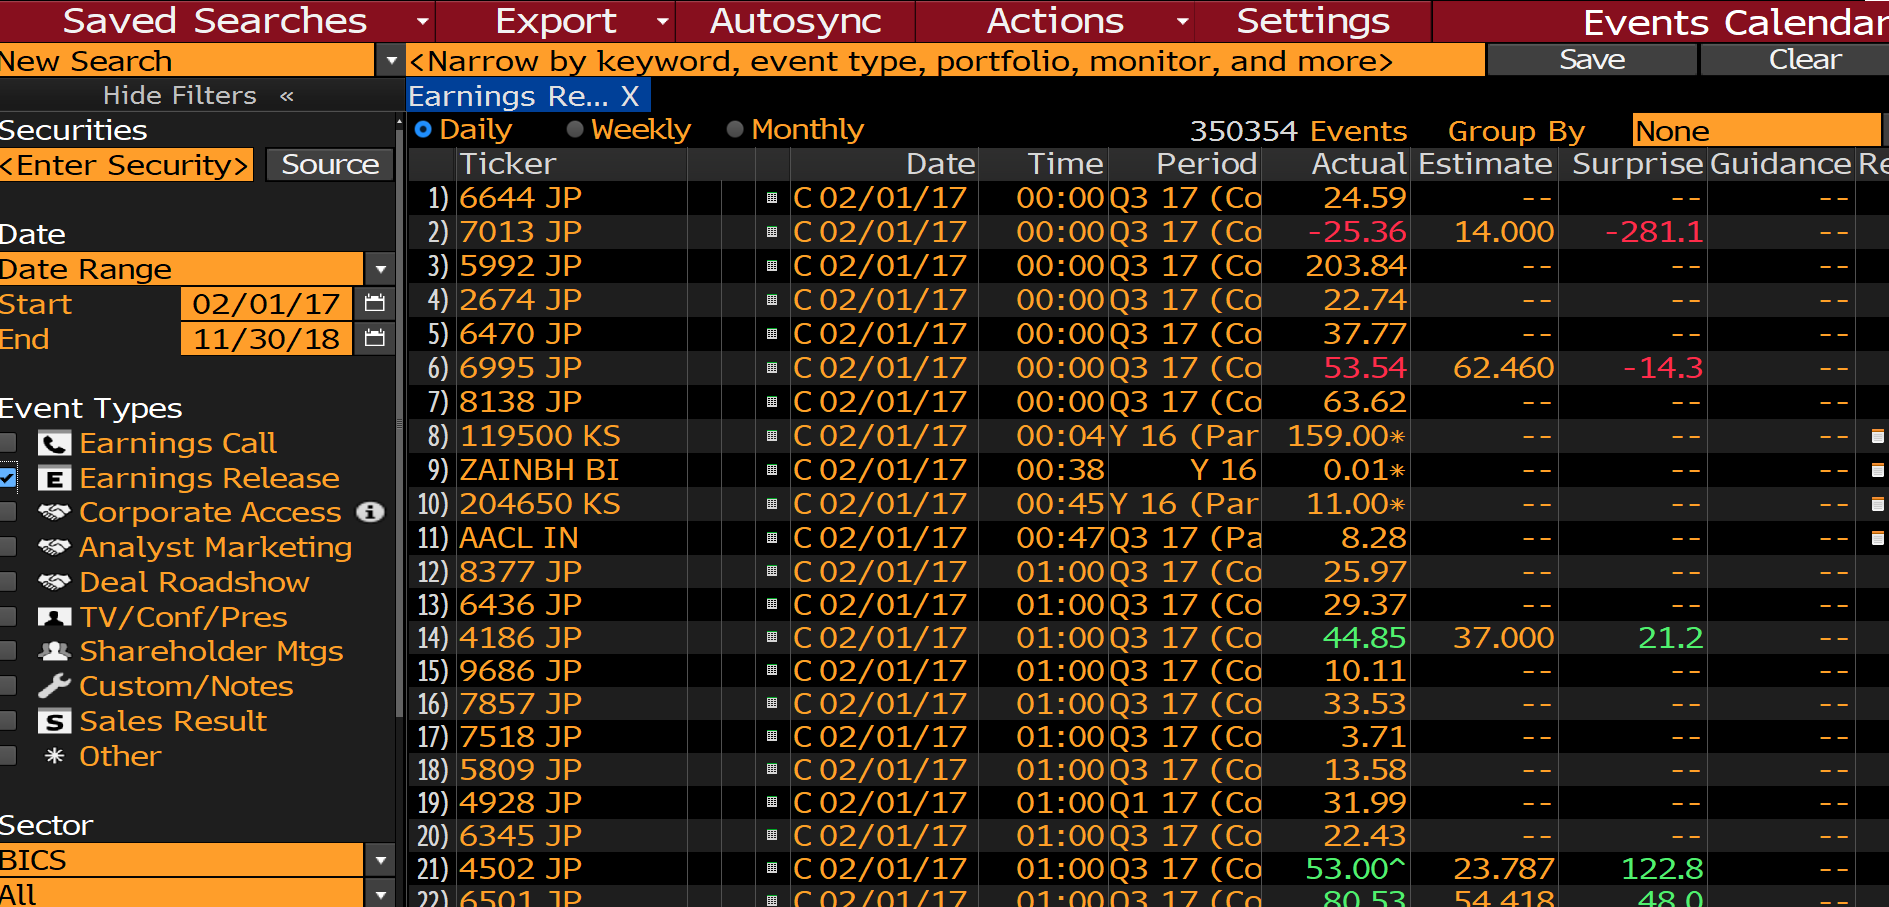 Saved Searches Export Autosync Actions Settings Events Calendar
New Search <Narrow by keyword, event type, portfolio, monitor, and more> Save Clear
Hide Filters « Earnings Re... X
Securities Daily Weekly Monthly 350354 Events Group By None
<Enter Security> Source
Date
Date Range
Start 02/01/17
End 11/30/18
Event Types
Earnings Call
E Earnings Release
Corporate Access i
Analyst Marketing
Deal Roadshow
TV/Conf/Pres
Shareholder Mtgs
Custom/Notes
S Sales Result
Other
Sector
BICS
All
Ticker Date Time Period Actual Estimate Surprise Guidance Re
1) 6644 JP C 02/01/17 00:00 Q3 17 (Co 24.59 -- -- --
2) 7013 JP C 02/01/17 00:00 Q3 17 (Co -25.36 14.000 -281.1 --
3) 5992 JP C 02/01/17 00:00 Q3 17 (Co 203.84 -- -- --
4) 2674 JP C 02/01/17 00:00 Q3 17 (Co 22.74 -- -- --
5) 6470 JP C 02/01/17 00:00 Q3 17 (Co 37.77 -- -- --
6) 6995 JP C 02/01/17 00:00 Q3 17 (Co 53.54 62.460 -14.3 --
7) 8138 JP C 02/01/17 00:00 Q3 17 (Co 63.62 -- -- --
8) 119500 KS C 02/01/17 00:04 Y 16 (Par 159.00* -- -- --
9) ZAINBH BI C 02/01/17 00:38 Y 16 0.01* -- -- --
10) 204650 KS C 02/01/17 00:45 Y 16 (Par 11.00* -- -- --
11) AACL IN C 02/01/17 00:47 Q3 17 (Pa 8.28 -- -- --
12) 8377 JP C 02/01/17 01:00 Q3 17 (Co 25.97 -- -- --
13) 6436 JP C 02/01/17 01:00 Q3 17 (Co 29.37 -- -- --
14) 4186 JP C 02/01/17 01:00 Q3 17 (Co 44.85 37.000 21.2 --
15) 9686 JP C 02/01/17 01:00 Q3 17 (Co 10.11 -- -- --
16) 7857 JP C 02/01/17 01:00 Q3 17 (Co 33.53 -- -- --
17) 7518 JP C 02/01/17 01:00 Q3 17 (Co 3.71 -- -- --
18) 5809 JP C 02/01/17 01:00 Q3 17 (Co 13.58 -- -- --
19) 4928 JP C 02/01/17 01:00 Q1 17 (Co 31.99 -- -- --
20) 6345 JP C 02/01/17 01:00 Q3 17 (Co 22.43 -- -- --
21) 4502 JP C 02/01/17 01:00 Q3 17 (Co 53.00^ 23.787 122.8 --
22) 6501 JP C 02/01/17 01:00 Q3 17 (Co 80.53 54.418 48.0 --